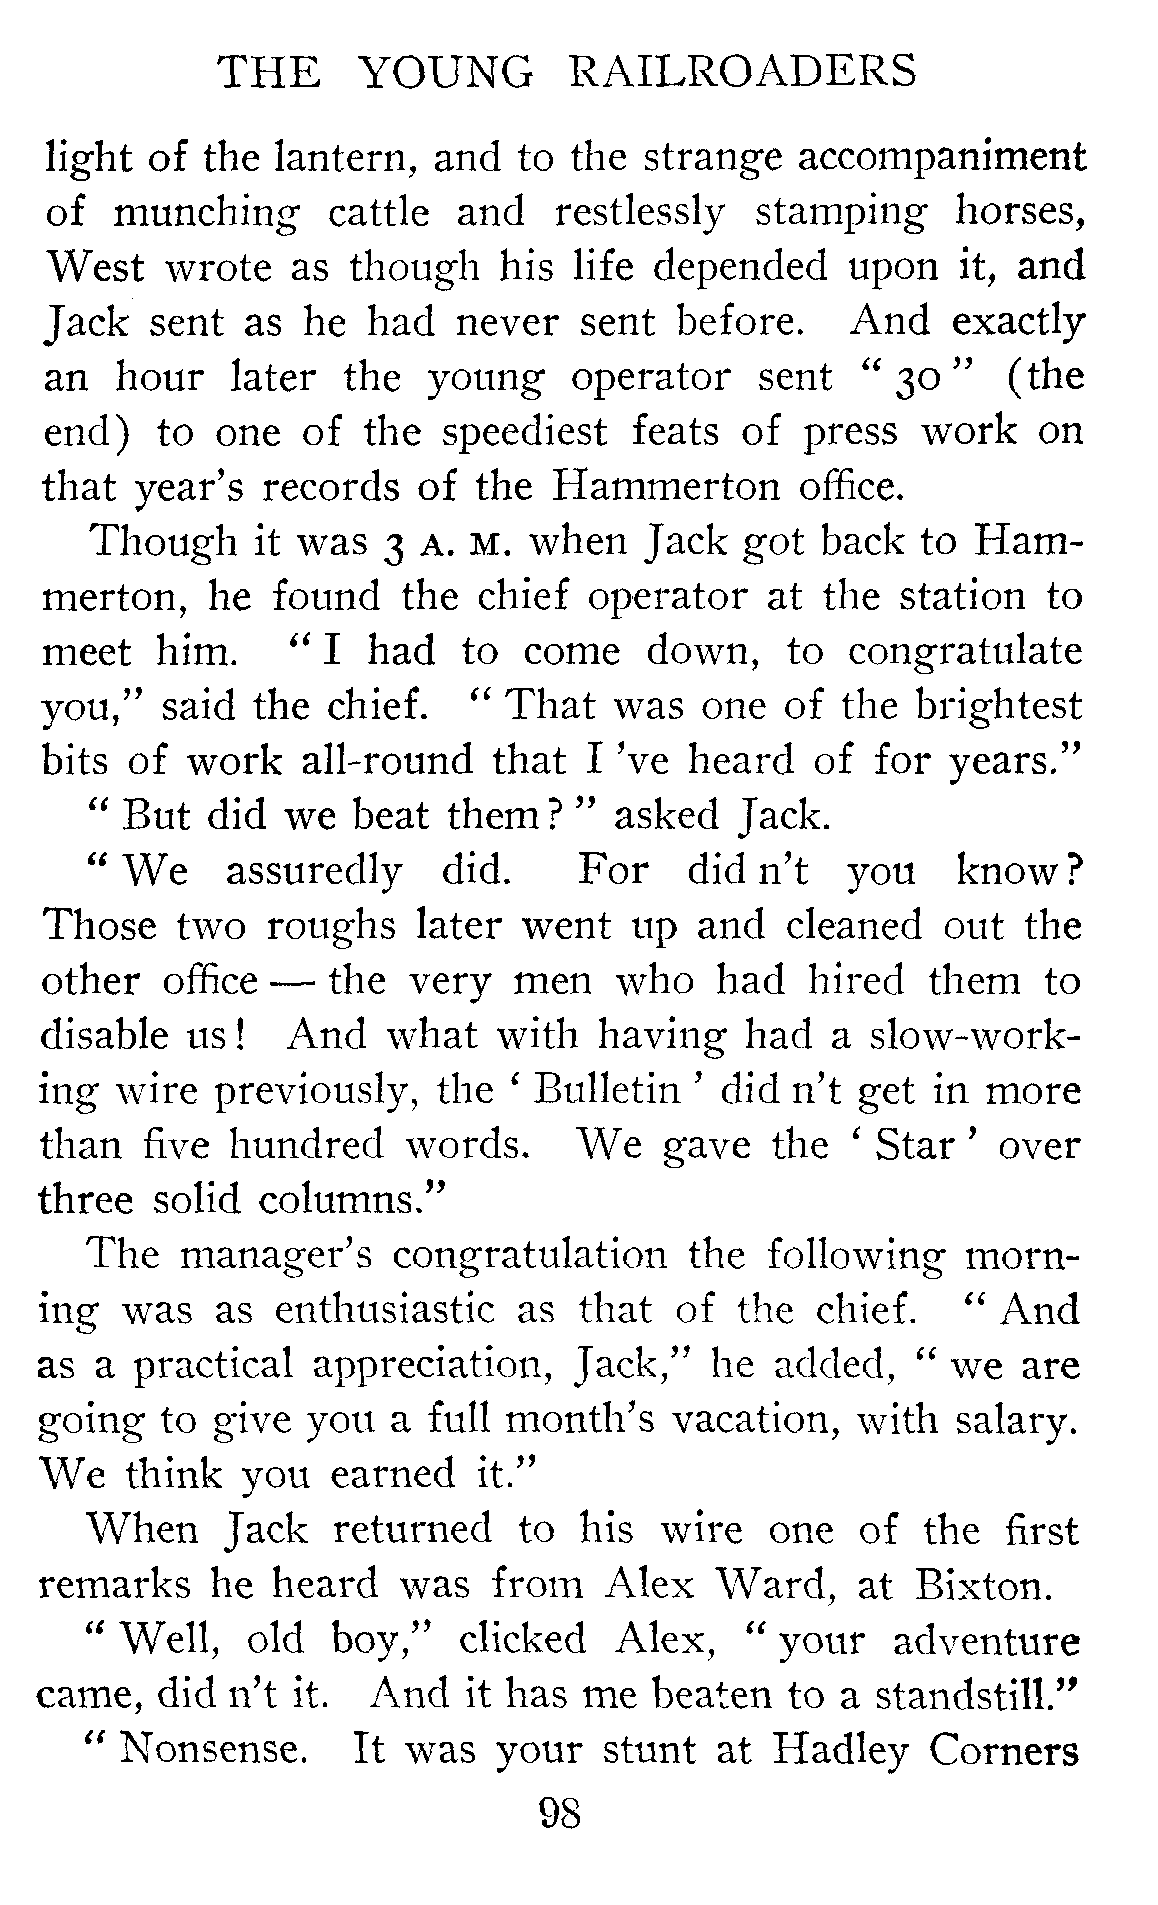 THE YOUNG RAILROADERS
light of the lantern, and to the strange accompaniment
of munching cattle and restlessly stamping horses,
West wrote as though his life depended upon it, and
Jack sent as he had never sent before. And exactly
an hour later the young operator sent “ 30 ” (the
end) to one of the speediest feats of press work on
that year’s records of the Hammerton office.
Though it was 3 A. M. when Jack got back to Ham-
merton, he found the chief operator at the station to
meet him. “ I had to come down, to congratulate
you,” said the chief. “ That was one of the brightest
bits of work all-round that I ’ve heard of for years.”
“ But did we beat them ? ” asked Jack.
“ We assuredly did. For did n’t you know ?
Those two roughs later went up and cleaned out the
other office — the very men who had hired them to
disable us ! And what with having had a slow-work-
ing wire previously, the ‘ Bulletin ’ did n’t get in more
than five hundred words. We gave the ‘ Star ’ over
three solid columns.”
The manager’s congratulation the following morn-
ing was as enthusiastic as that of the chief. “ And
as a practical appreciation, Jack,” he added, “ we are
going to give you a full month’s vacation, with salary.
We think you earned it.”
When Jack returned to his wire one of the first
remarks he heard was from Alex Ward, at Bixton.
“ Well, old boy,” clicked Alex, “ your adventure
came, did n’t it. And it has me beaten to a standstill.”
“ Nonsense. It was your stunt at Hadley Corners
98